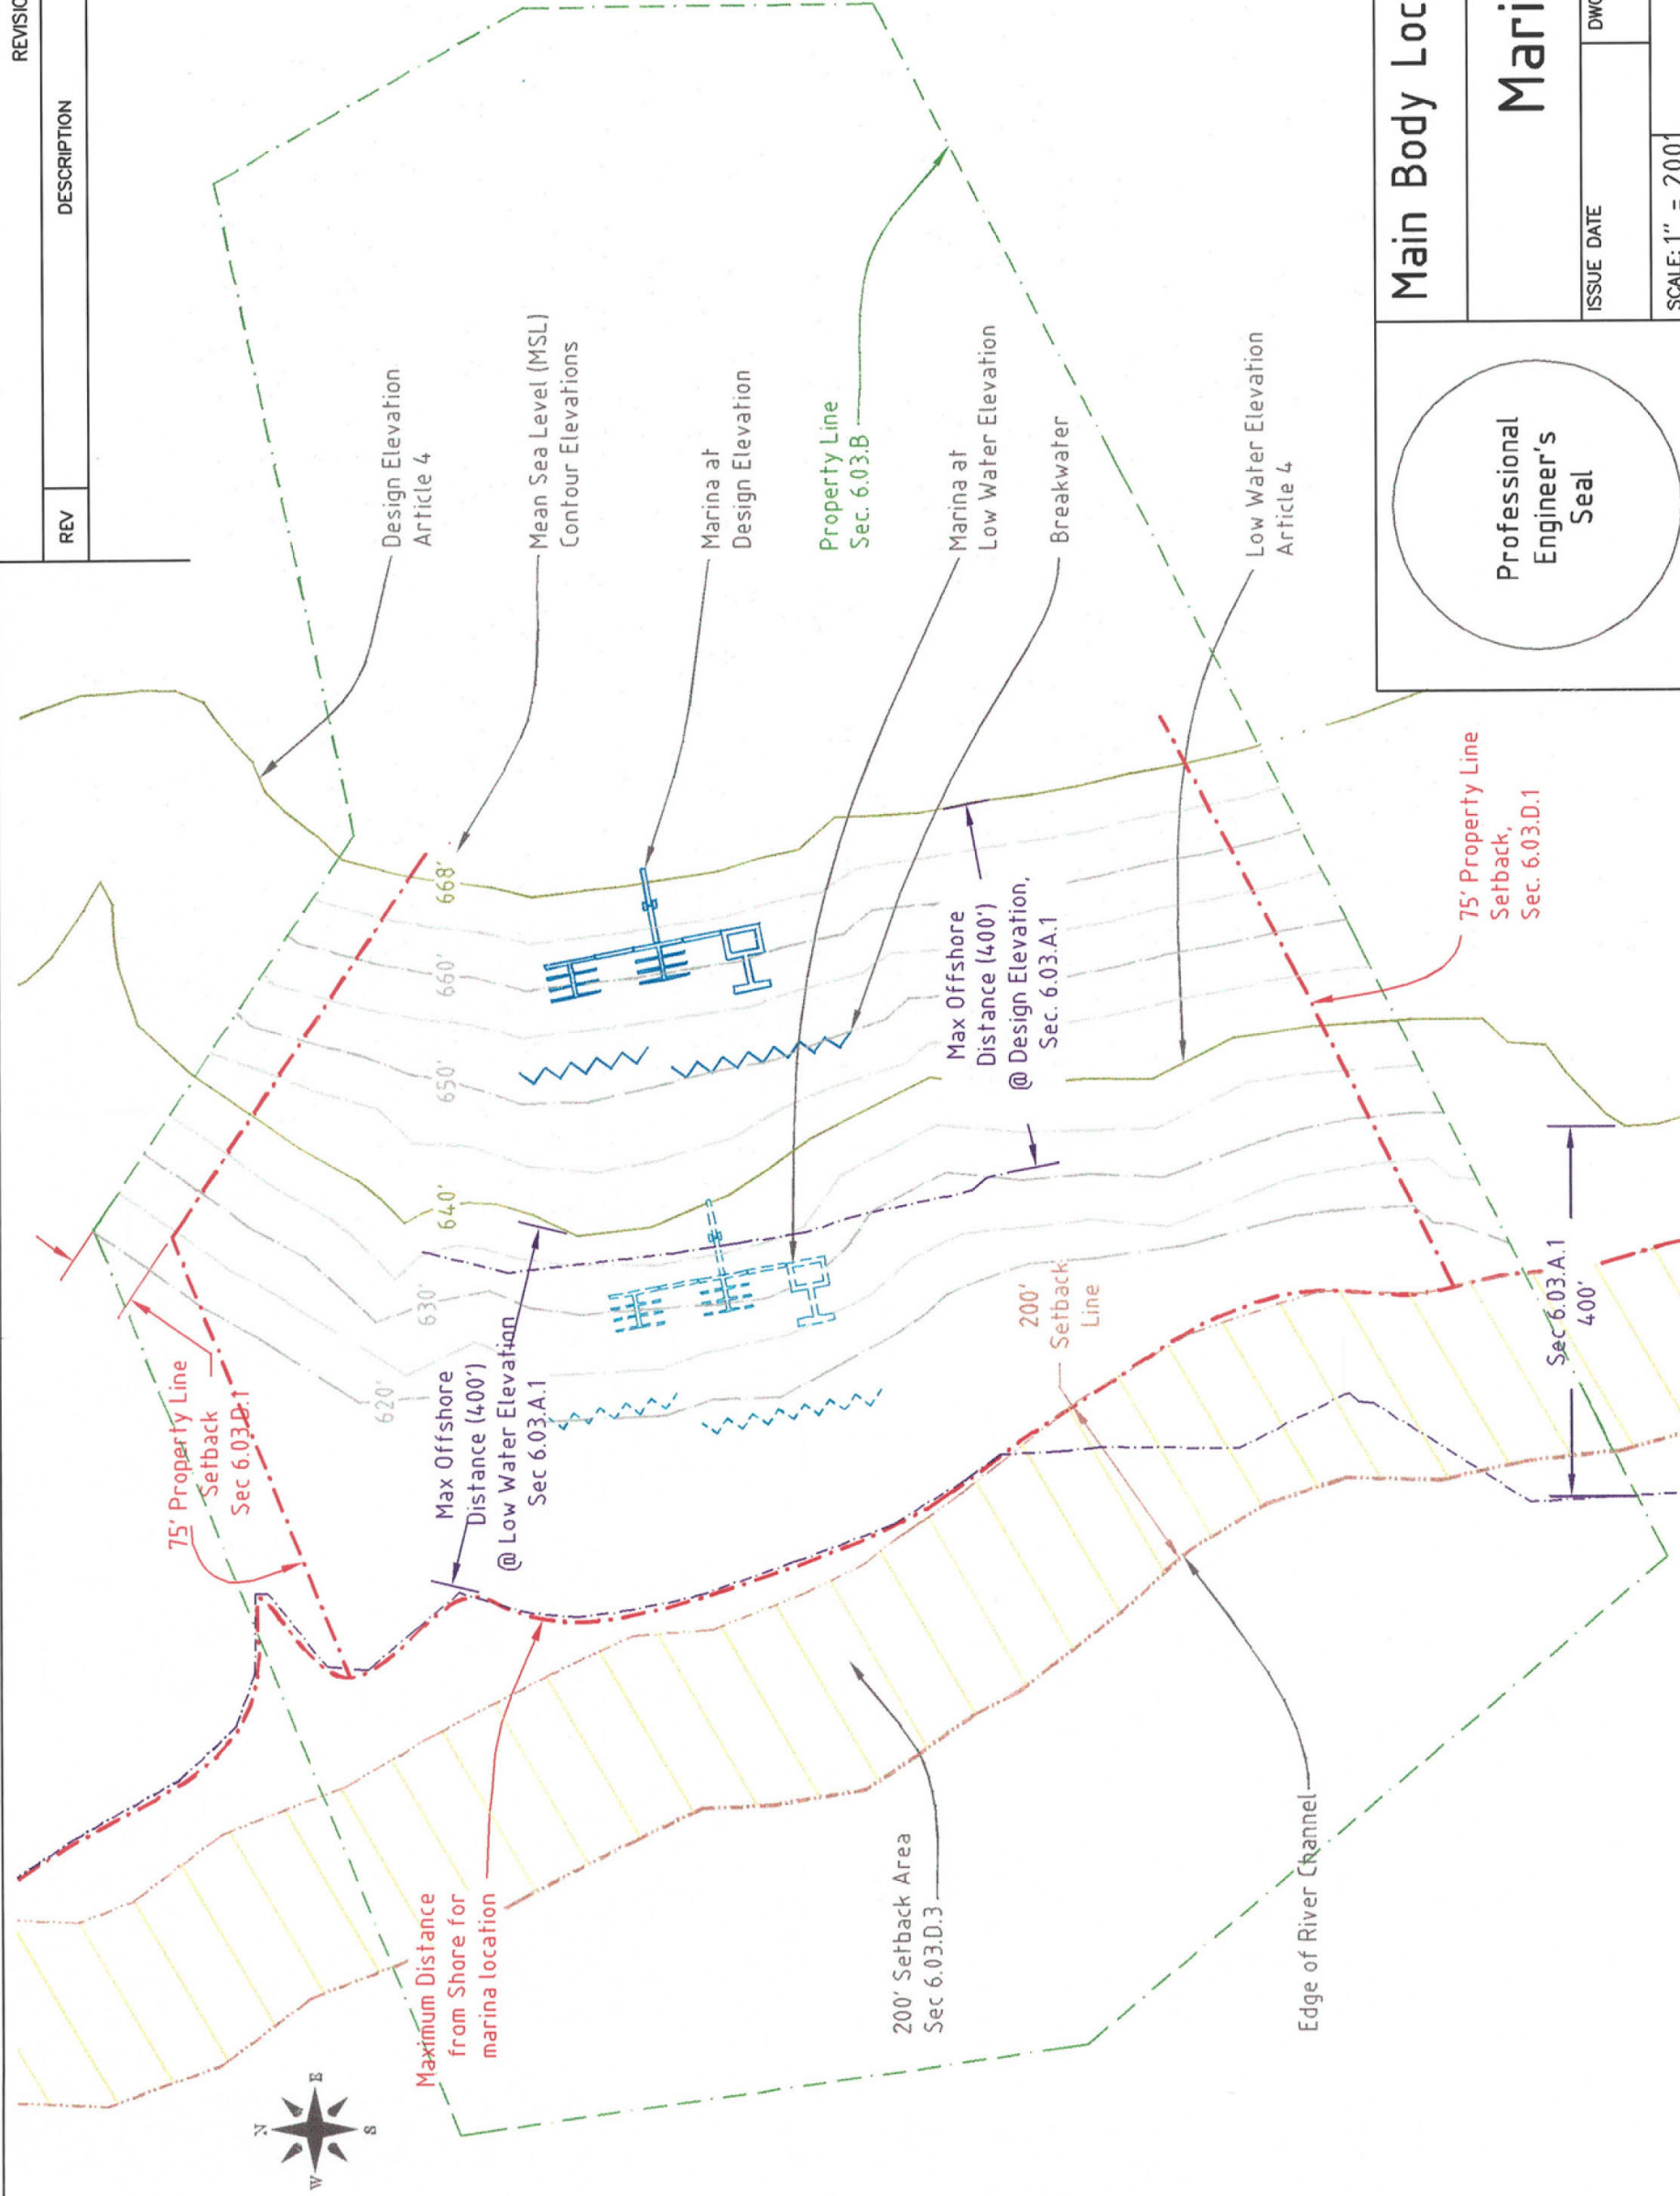 REVISIO
REV
DESCRIPTION
Design Elevation
Article 4
Mean Sea Level (MSL)
Contour Elevations
Marina at
Design Elevation
Property Line
Sec. 6.03.B
Marina at
Low Water Elevation
Breakwater
Low Water Elevation
Article 4
668'
660'
650'
640'
630'
620'
Max Offshore
Distance (400')
@ Design Elevation,
Sec. 6.03.A.1
75' Property Line
Setback,
Sec. 6.03.D.1
75' Property Line
Setback
Sec 6.03.D.1
Max Offshore
Distance (400')
@ Low Water Elevation
Sec 6.03.A.1
200'
Setback
Line
Sec 6.03.A.1
400'
Maximum Distance
from Shore for
marina location
200' Setback Area
Sec 6.03.D.3
Edge of River Channel
N
E
S
W
Professional
Engineer's
Seal
Main Body Loc
Mari
ISSUE DATE
DWG
SCALE: 1" = 200'